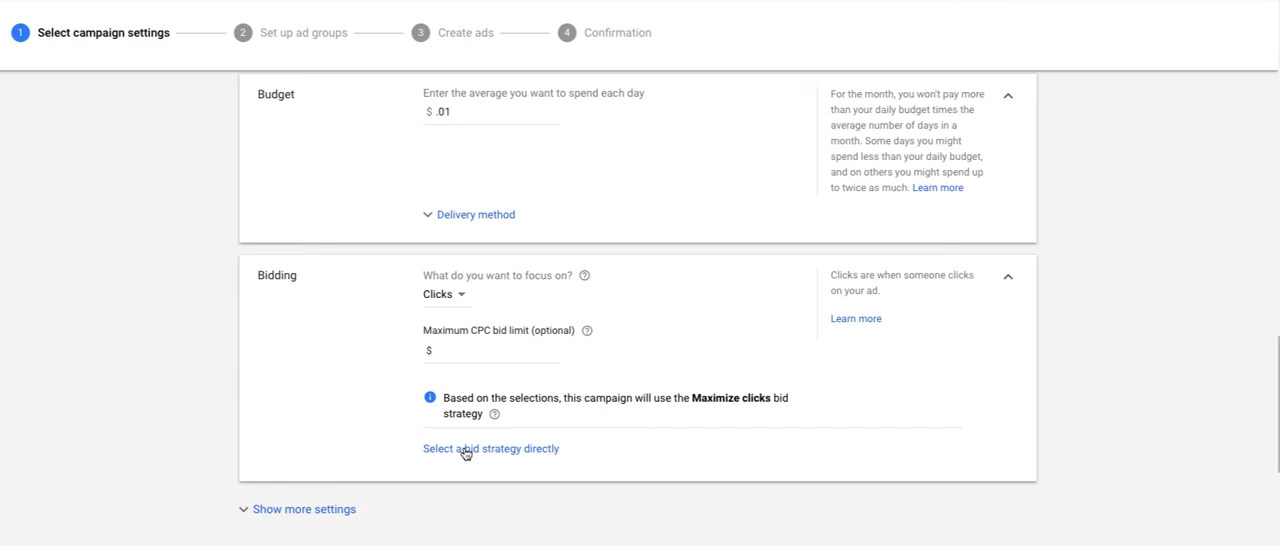 1 Select campaign settings 2 Set up ad groups 3 Create ads 4 Confirmation
Budget
Enter the average you want to spend each day
$ .01
Delivery method
For the month, you won't pay more
than your daily budget times the
average number of days in a
month. Some days you might
spend less than your daily budget,
and on others you might spend up
to twice as much. Learn more
Bidding
What do you want to focus on? ?
Clicks
Maximum CPC bid limit (optional) ?
$
Based on the selections, this campaign will use the Maximize clicks bid
strategy ?
Select a bid strategy directly
Clicks are when someone clicks
on your ad.
Learn more
Show more settings